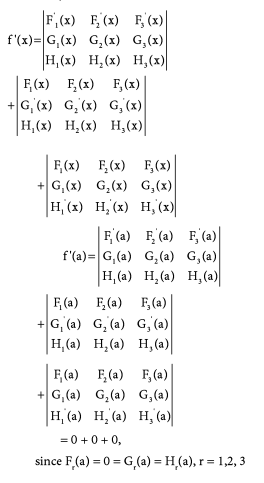 f'(x)=|F₁'(x) F₂'(x) F₃'(x)|
|G₁(x) G₂(x) G₃(x)|
|H₁(x) H₂(x) H₃(x)|
+|F₁(x) F₂(x) F₃(x)|
|G₁'(x) G₂'(x) G₃'(x)|
|H₁(x) H₂(x) H₃(x)|
+|F₁(x) F₂(x) F₃(x)|
|G₁(x) G₂(x) G₃(x)|
|H₁'(x) H₂'(x) H₃'(x)|
f'(a)=|F₁'(a) F₂'(a) F₃'(a)|
|G₁(a) G₂(a) G₃(a)|
|H₁(a) H₂(a) H₃(a)|
+|F₁(a) F₂(a) F₃(a)|
|G₁'(a) G₂'(a) G₃'(a)|
|H₁(a) H₂(a) H₃(a)|
+|F₁(a) F₂(a) F₃(a)|
|G₁(a) G₂(a) G₃(a)|
|H₁'(a) H₂'(a) H₃'(a)|
= 0 + 0 + 0,
since Fᵣ(a) = 0 = Gᵣ(a) = Hᵣ(a), r = 1,2, 3